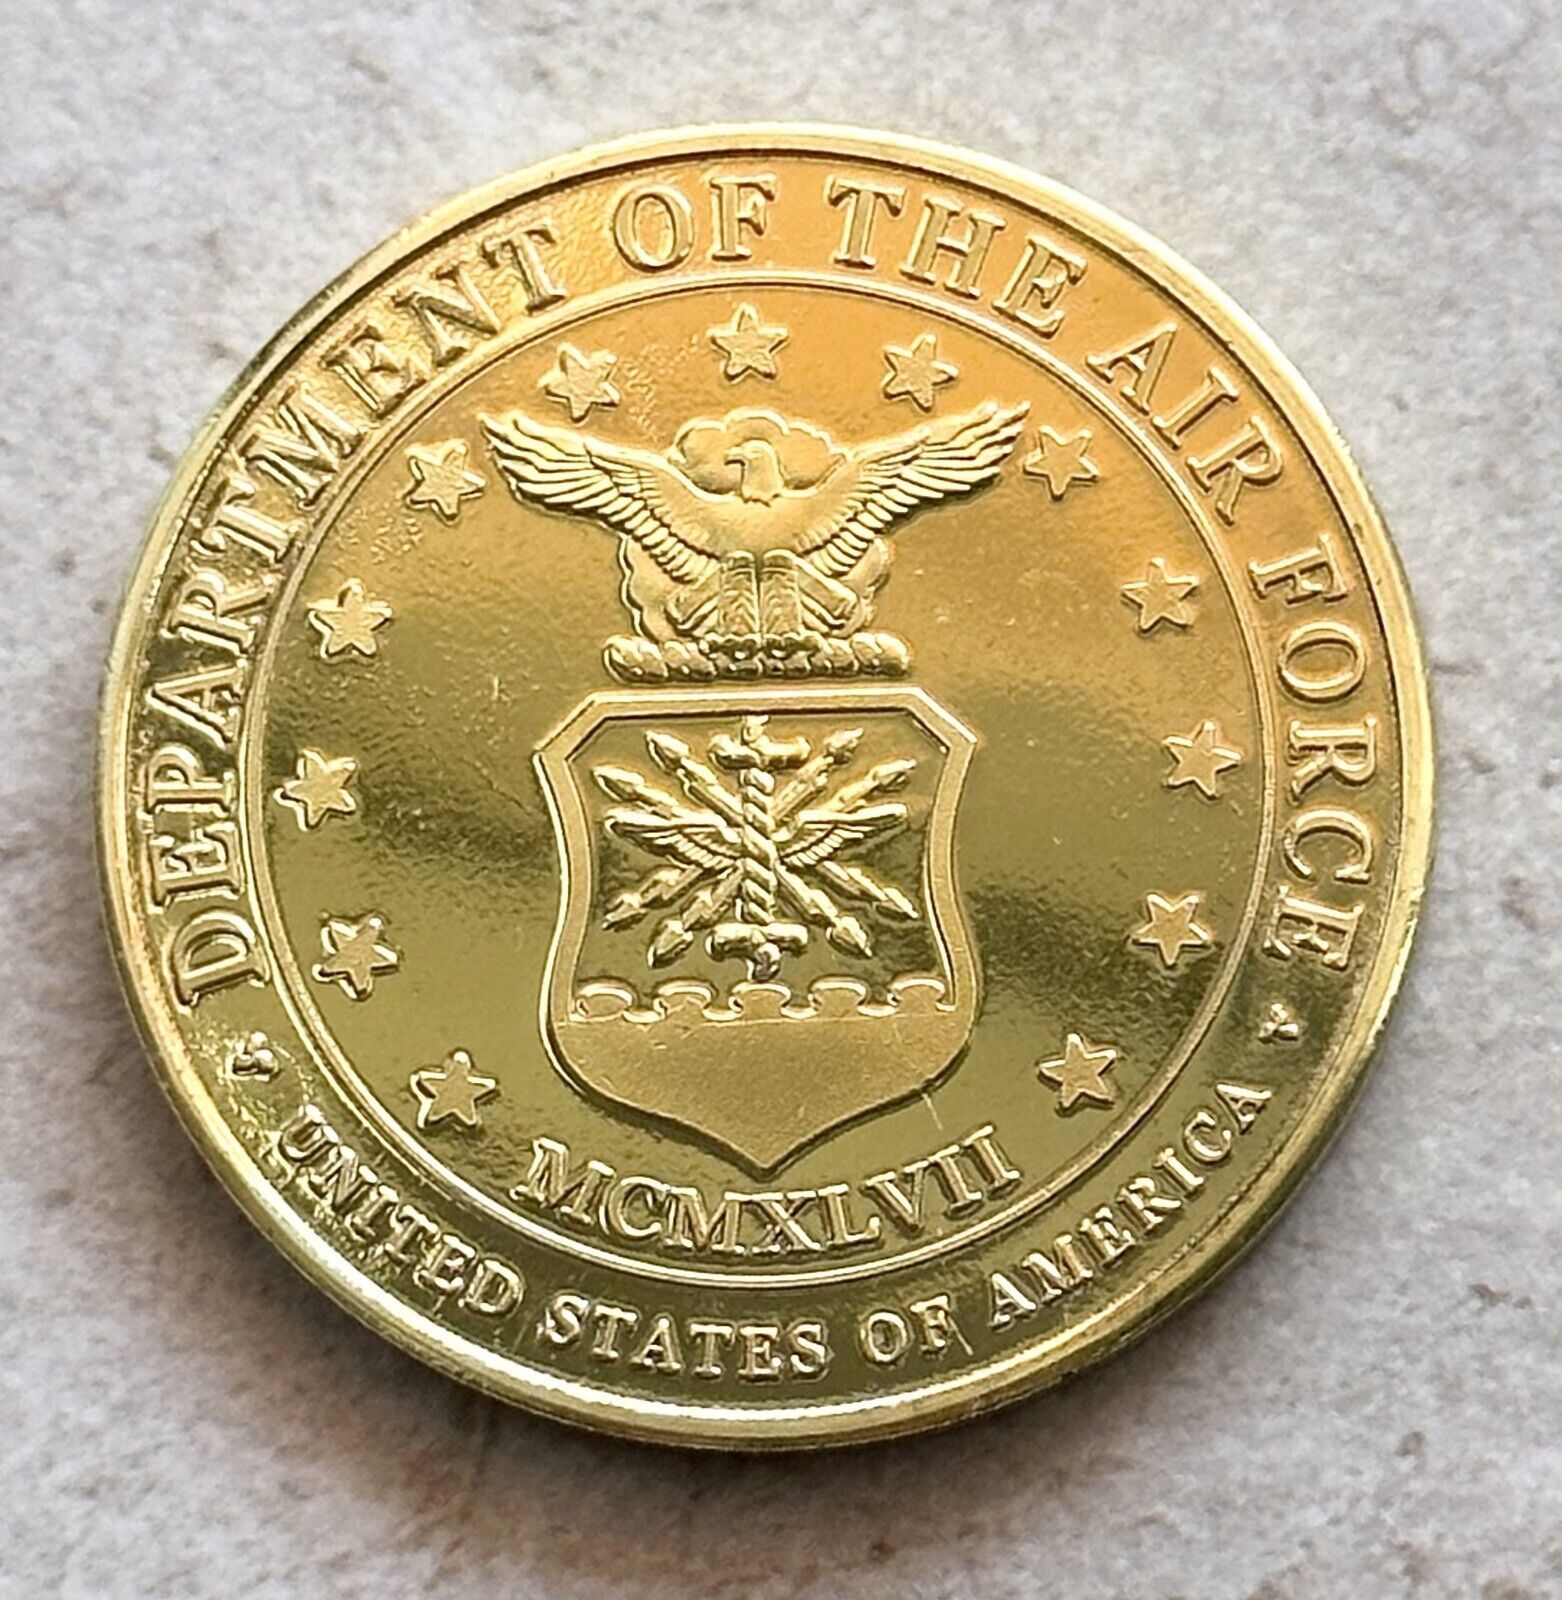 DEPARTMENT OF THE AIR FORCE
MCMXLVII
UNITED STATES OF AMERICA